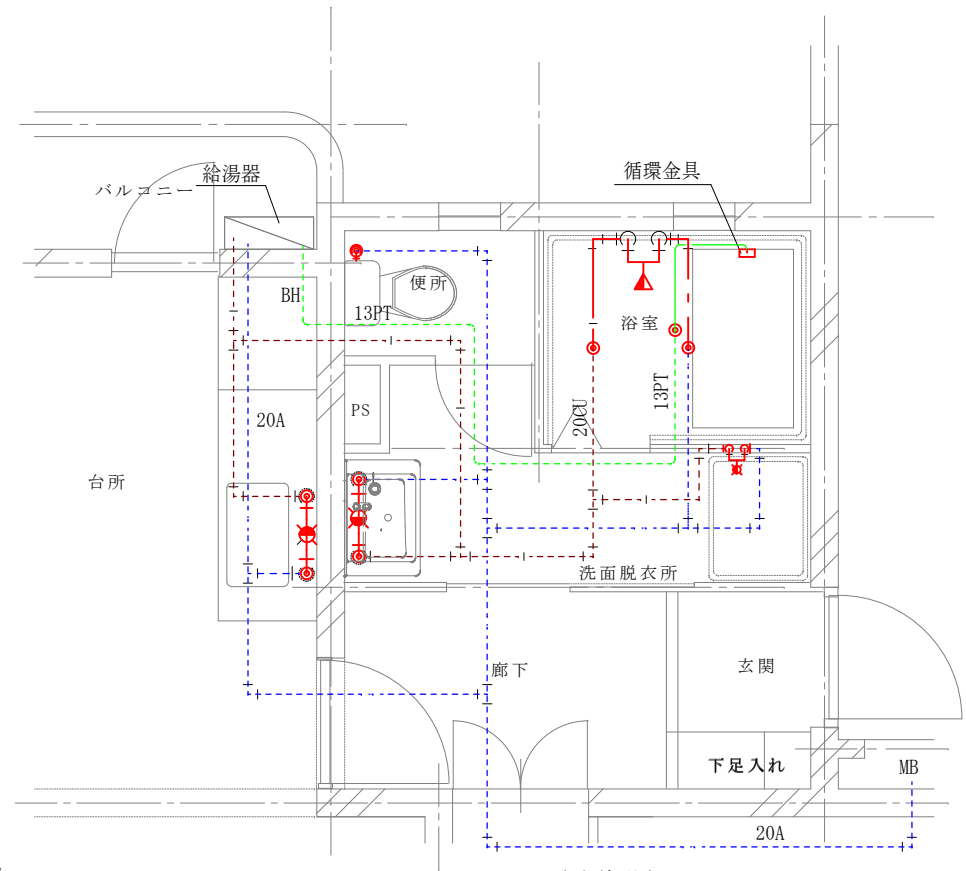 給湯器
循環金具
バルコニー
便所
BH
13PT
浴室
13PT
20CU
PS
20A
台所
洗面脱衣所
廊下
玄関
下足入れ
MB
20A